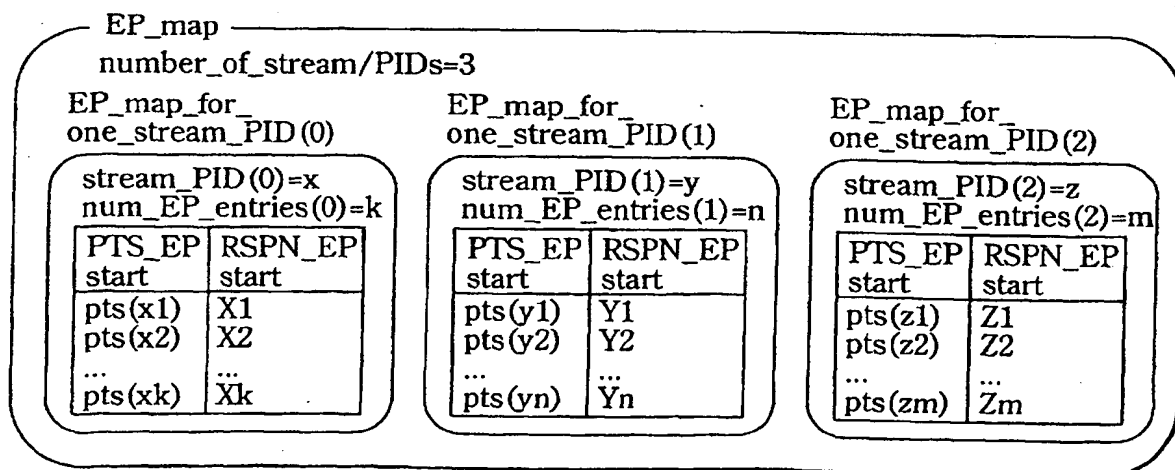 EP_map
number_of_stream/PIDs=3
EP_map_for_
one_stream_PID(0)
stream_PID(0)=x
num_EP_entries(0)=k
PTS_EP RSPN_EP
start start
pts(x1) X1
pts(x2) X2
... ...
pts(xk) Xk
EP_map_for_
one_stream_PID(1)
stream_PID(1)=y
num_EP_entries(1)=n
PTS_EP RSPN_EP
start start
pts(y1) Y1
pts(y2) Y2
... ...
pts(yn) Yn
EP_map_for_
one_stream_PID(2)
stream_PID(2)=z
num_EP_entries(2)=m
PTS_EP RSPN_EP
start start
pts(z1) Z1
pts(z2) Z2
... ...
pts(zm) Zm